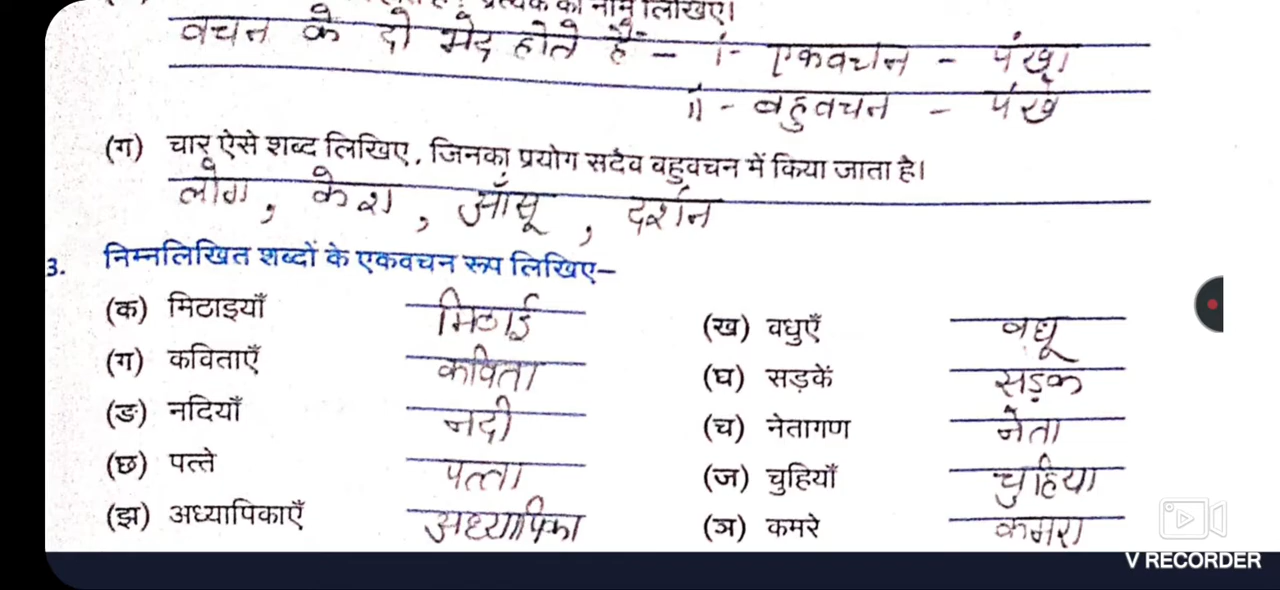 प्रत्येक का नाम लिखिए।
वचन के दो भेद होते हैं - i- एकवचन - पंखा
ii - बहुवचन - पंखे
(ग) चार ऐसे शब्द लिखिए, जिनका प्रयोग सदैव बहुवचन में किया जाता है।
लोग, केश, आँसू, दर्शन
3. निम्नलिखित शब्दों के एकवचन रूप लिखिए–
(क) मिठाइयाँ मिठाई (ख) वधुएँ वधू
(ग) कविताएँ कविता (घ) सड़कें सड़क
(ङ) नदियाँ नदी (च) नेतागण नेता
(छ) पत्ते पत्ता (ज) चुहियाँ चुहिया
(झ) अध्यापिकाएँ अध्यापिका (ञ) कमरे कमरा
V RECORDER